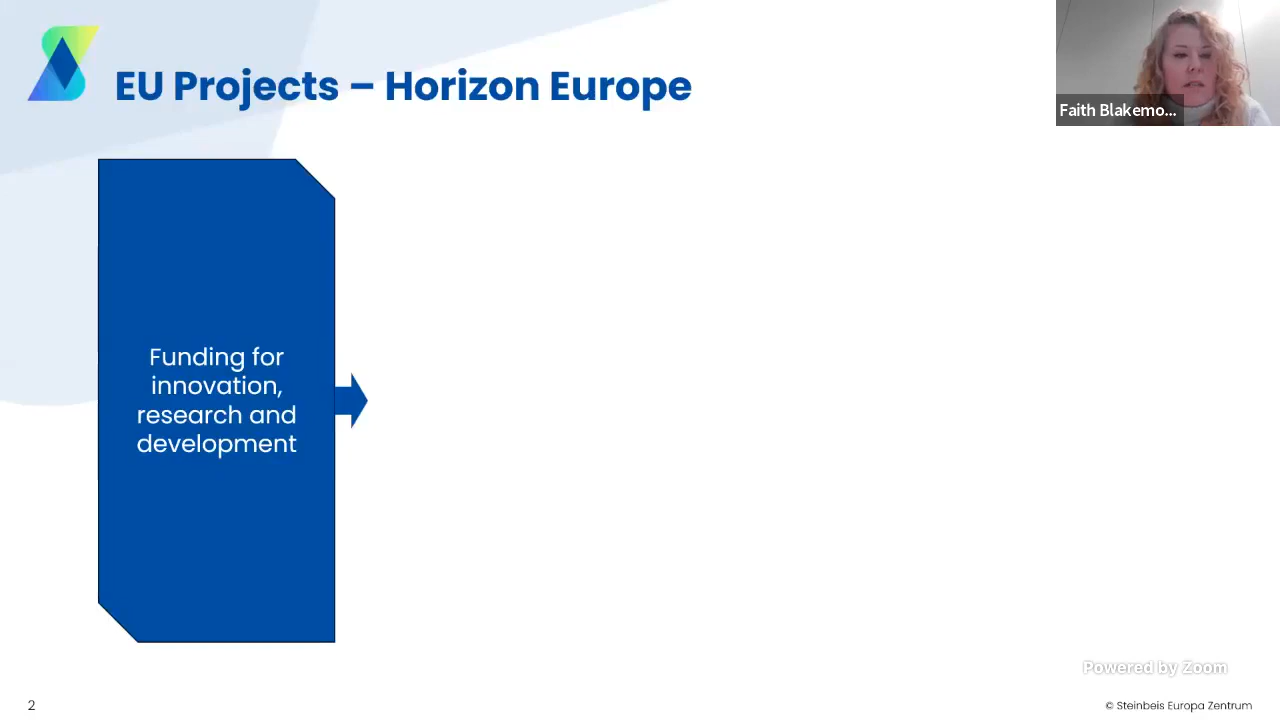 EU Projects – Horizon Europe
Faith Blakemo...
Funding for
innovation,
research and
development
Powered by Zoom
2
© Steinbeis Europa Zentrum